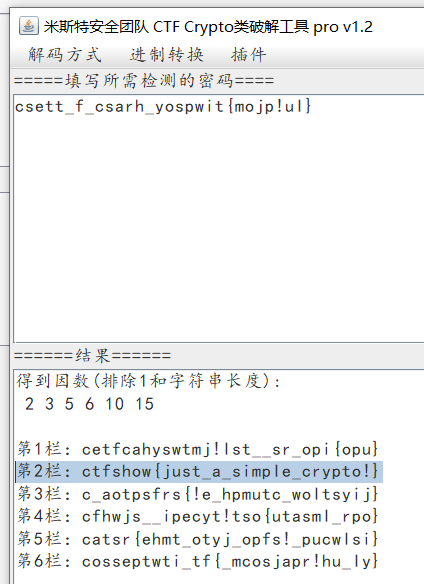 米斯特安全团队 CTF Crypto类破解工具 pro v1.2
解码方式 进制转换 插件
=====填写所需检测的密码====
csett_f_csarh_yospwit{mojp!ul}
======结果======
得到因数(排除1和字符串长度):
2 3 5 6 10 15
第1栏: cetfcahyswtmj!lst__sr_opi{opu}
第2栏: ctfshow{just_a_simple_crypto!}
第3栏: c_aotpsfrs{!e_hpmutc_woltsyij}
第4栏: cfhwjs__ipecyt!tso{utasml_rpo}
第5栏: catsr{ehmt_otyj_opfs!_pucwlsi}
第6栏: cosseptwti_tf{_mcosjapr!hu_ly}